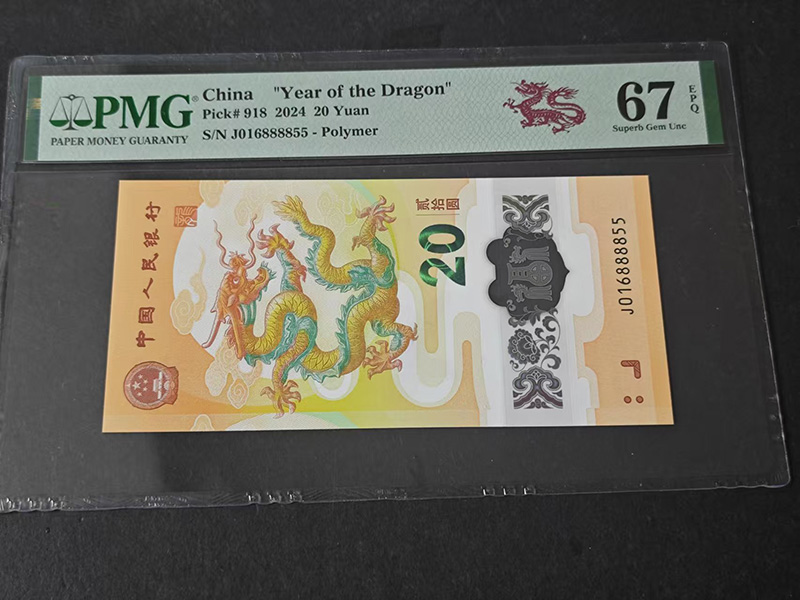 PMG®
PAPER MONEY GUARANTY
China "Year of the Dragon"
Pick# 918 2024 20 Yuan
S/N J016888855 - Polymer
67
EPQ
Superb Gem Unc
中国人民银行
贰拾圆
20
J016888855